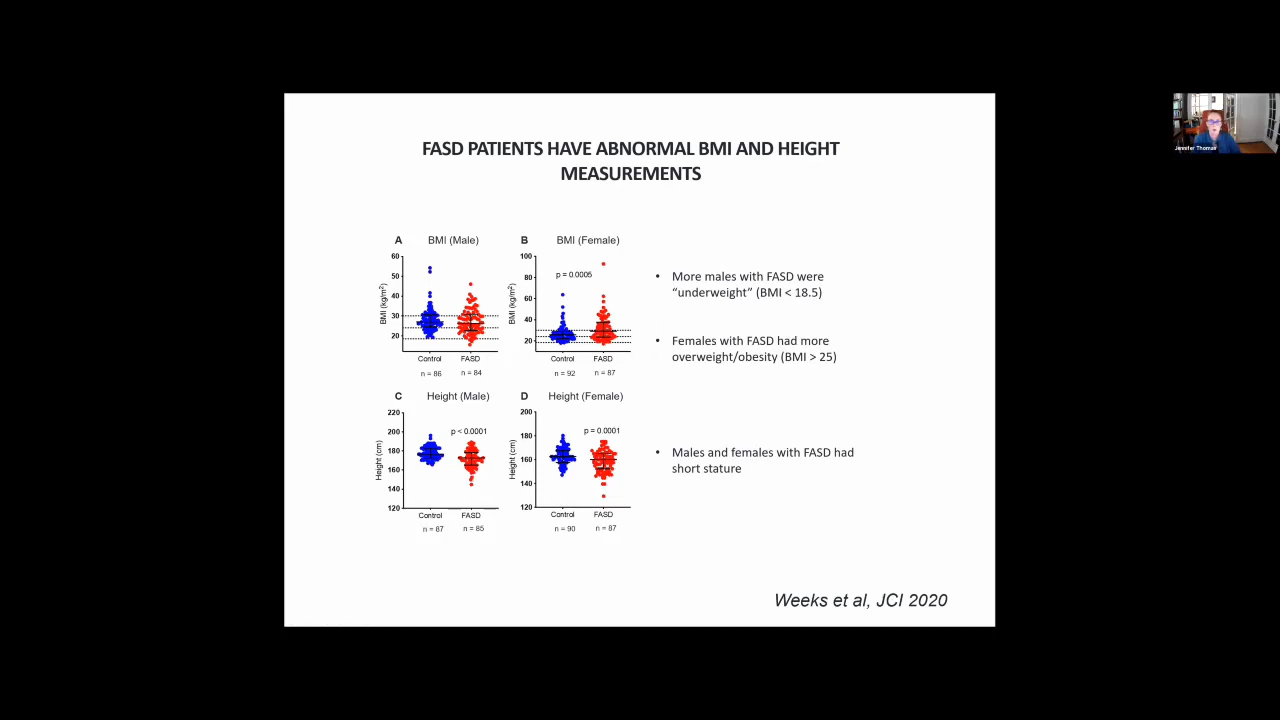 FASD PATIENTS HAVE ABNORMAL BMI AND HEIGHT
MEASUREMENTS
Jennifer Thomas
A BMI (Male)
60
50
40
30
20
BMI (kg/m²)
Control FASD
n = 86 n = 84
B BMI (Female)
100
80
60
40
20
BMI (kg/m²)
p = 0.0005
Control FASD
n = 92 n = 87
• More males with FASD were
"underweight" (BMI < 18.5)
• Females with FASD had more
overweight/obesity (BMI > 25)
C Height (Male)
220
200
180
160
140
120
Height (cm)
p < 0.0001
Control FASD
n = 87 n = 85
D Height (Female)
200
180
160
140
120
Height (cm)
p = 0.0001
Control FASD
n = 90 n = 87
• Males and females with FASD had
short stature
Weeks et al, JCI 2020